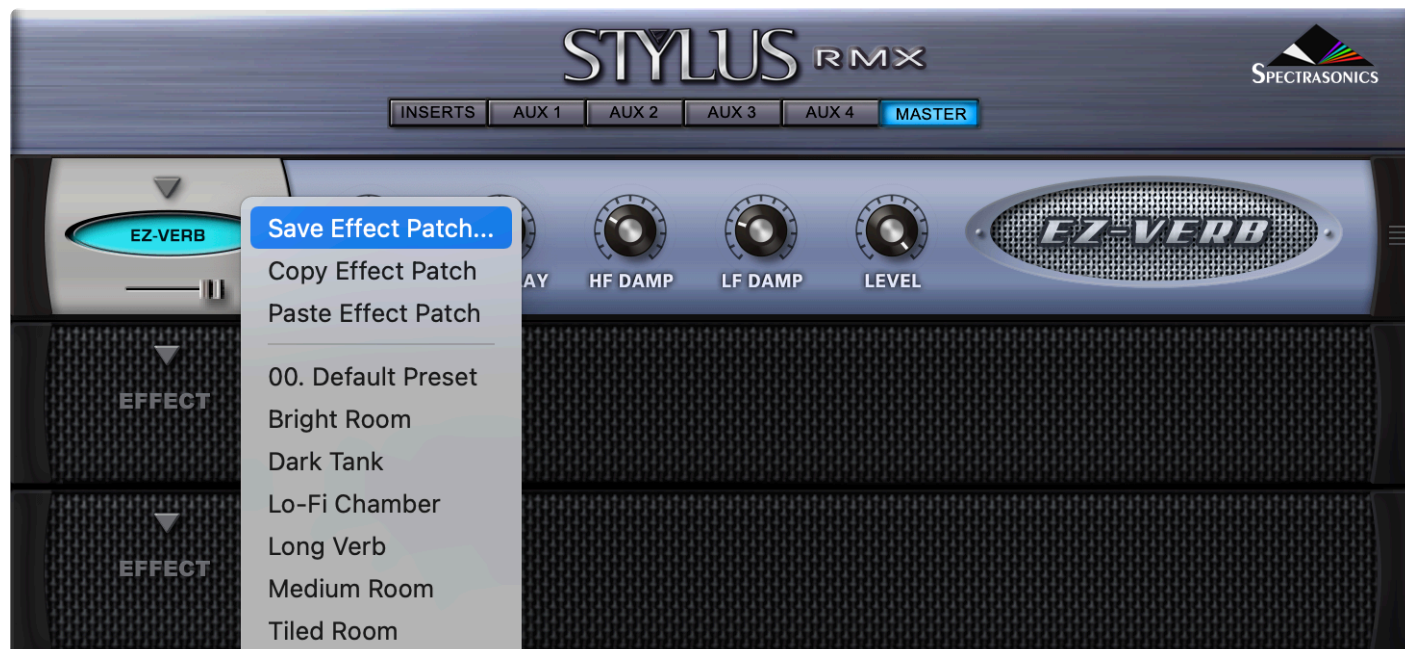 STYLUS RMX
SPECTRASONICS
INSERTS AUX 1 AUX 2 AUX 3 AUX 4 MASTER
EZ-VERB
Save Effect Patch...
Copy Effect Patch
Paste Effect Patch
00. Default Preset
Bright Room
Dark Tank
Lo-Fi Chamber
Long Verb
Medium Room
Tiled Room
AY HF DAMP LF DAMP LEVEL
EZ-VERB
EFFECT
EFFECT